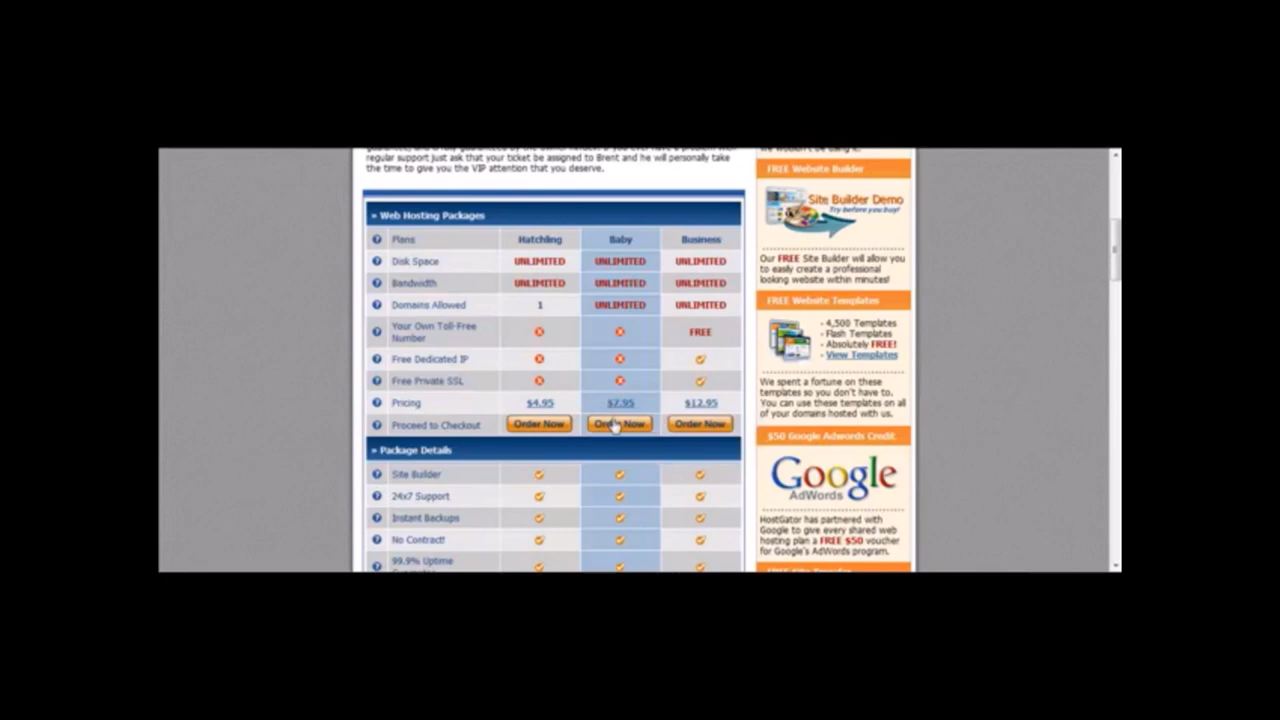 regular support just ask that your ticket be assigned to Brent and he will personally take
the time to give you the VIP attention that you deserve.
» Web Hosting Packages
Plans Hatchling Baby Business
Disk Space UNLIMITED UNLIMITED UNLIMITED
Bandwidth UNLIMITED UNLIMITED UNLIMITED
Domains Allowed 1 UNLIMITED UNLIMITED
Your Own Toll-Free
Number FREE
Free Dedicated IP
Free Private SSL
Pricing $4.95 $7.95 $12.95
Proceed to Checkout Order Now Order Now Order Now
» Package Details
Site Builder
24x7 Support
Instant Backups
No Contract!
99.9% Uptime
we wouldn't be using it.
FREE Website Builder
Site Builder Demo
Try before you buy!
Our FREE Site Builder will allow you
to easily create a professional
looking website within minutes!
FREE Website Templates
- 4,500 Templates
- Flash Templates
- Absolutely FREE!
- View Templates
We spent a fortune on these
templates so you don't have to.
You can use these templates on all
of your domains hosted with us.
$50 Google Adwords Credit
Google
AdWords
HostGator has partnered with
Google to give every shared web
hosting plan a FREE $50 voucher
for Google's AdWords program.